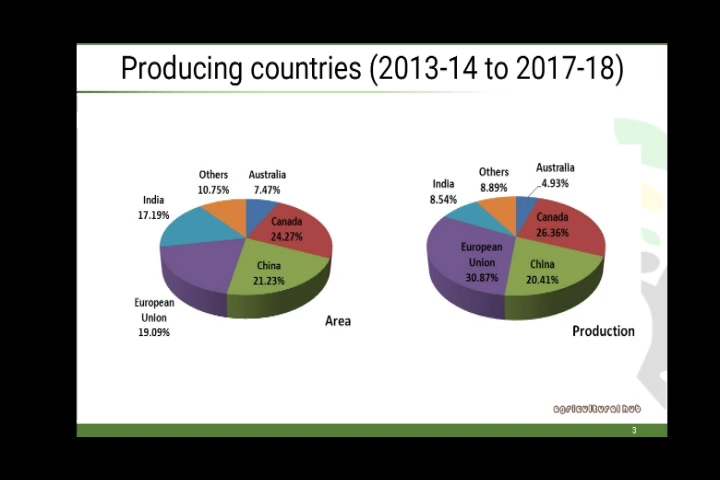 Producing countries (2013-14 to 2017-18)
Others
10.75%
Australia
7.47%
India
17.19%
Canada
24.27%
China
21.23%
European
Union
19.09%
Area
Others
8.89%
Australia
4.93%
India
8.54%
Canada
26.36%
European
Union
30.87%
China
20.41%
Production
agricultural hub
3